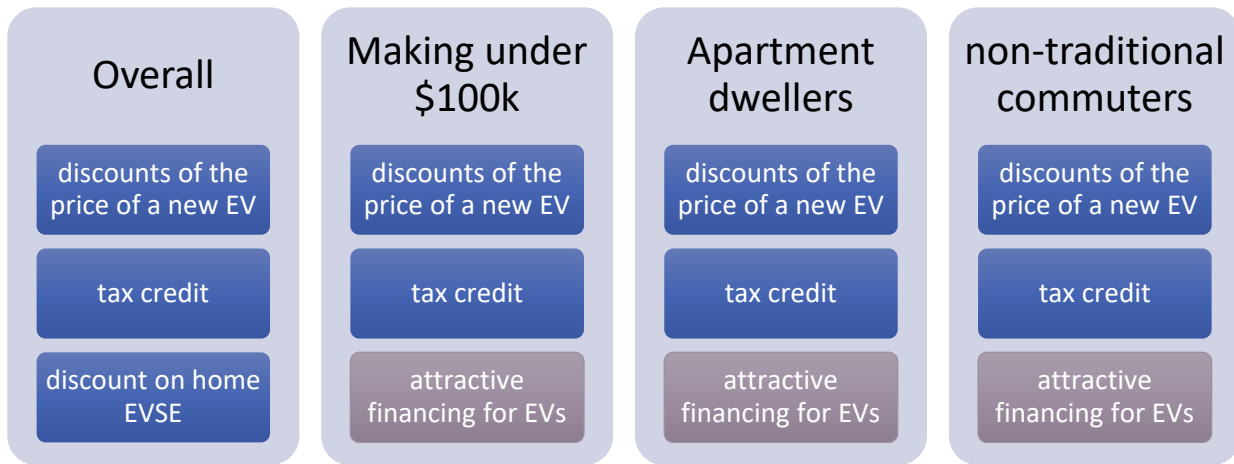 Overall
discounts of the
price of a new EV
tax credit
discount on home
EVSE
Making under
$100k
discounts of the
price of a new EV
tax credit
attractive
financing for EVs
Apartment
dwellers
discounts of the
price of a new EV
tax credit
attractive
financing for EVs
non-traditional
commuters
discounts of the
price of a new EV
tax credit
attractive
financing for EVs